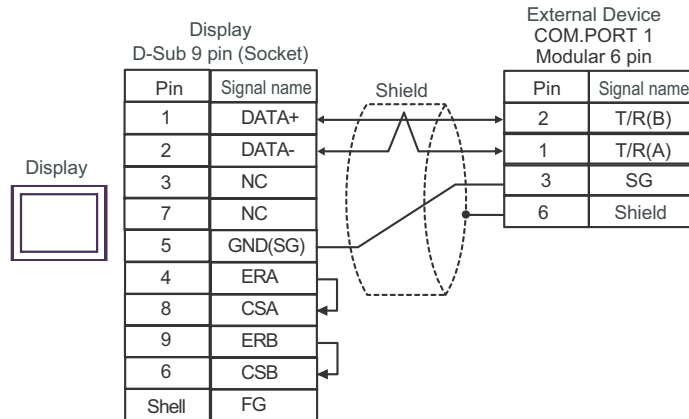 Display
D-Sub 9 pin (Socket)
External Device
COM.PORT 1
Modular 6 pin
Pin Signal name
Shield
Pin Signal name
1 DATA+
2 T/R(B)
2 DATA-
1 T/R(A)
Display
3 NC
3 SG
7 NC
6 Shield
5 GND(SG)
4 ERA
8 CSA
9 ERB
6 CSB
Shell FG